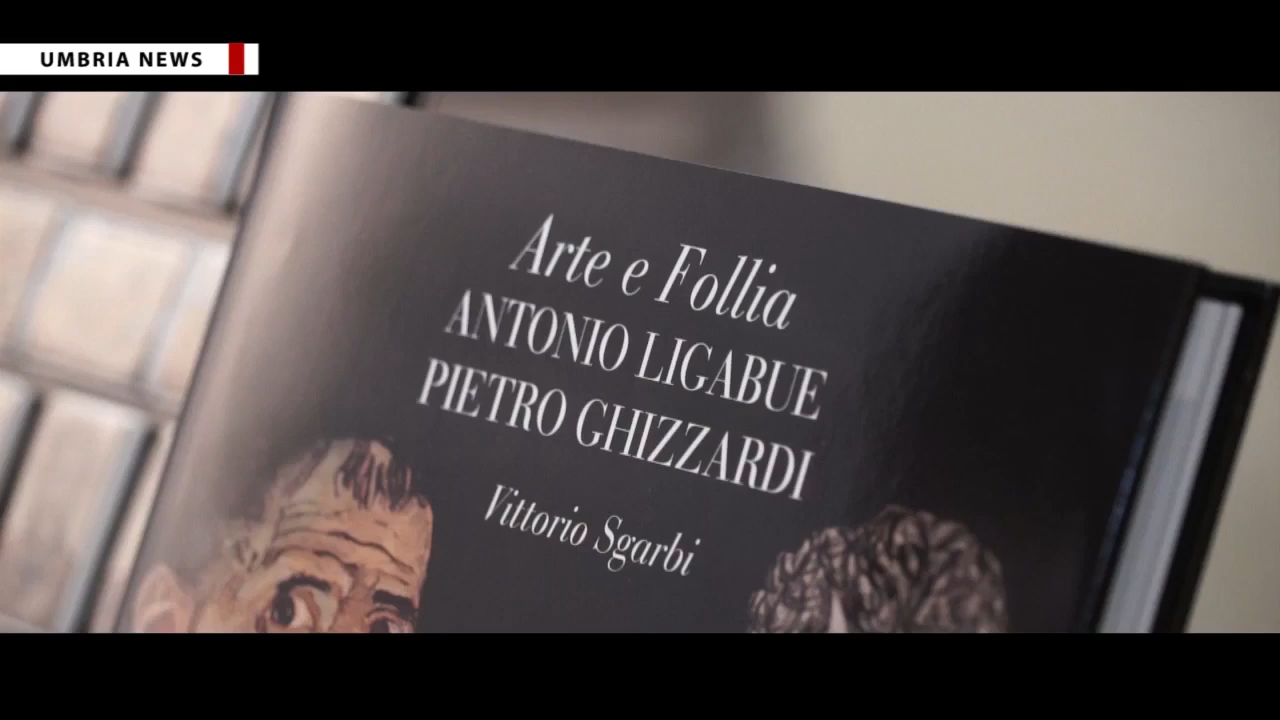 UMBRIA NEWS
Arte e Follia
ANTONIO LIGABUE
PIETRO GHIZZARDI
Vittorio Sgarbi